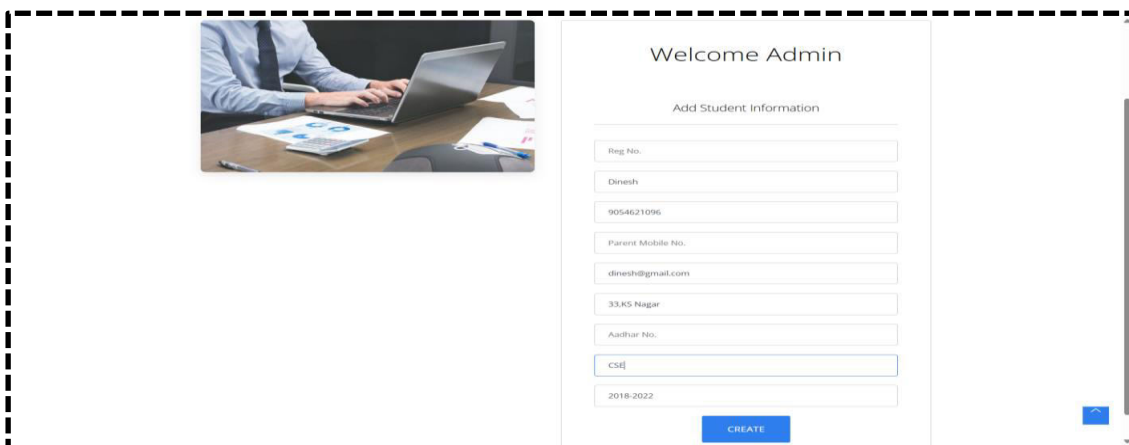 Welcome Admin
Add Student Information
Reg No.
Dinesh
9054621096
Parent Mobile No.
dinesh@gmail.com
33,KS Nagar
Aadhar No.
CSE
2018-2022
CREATE